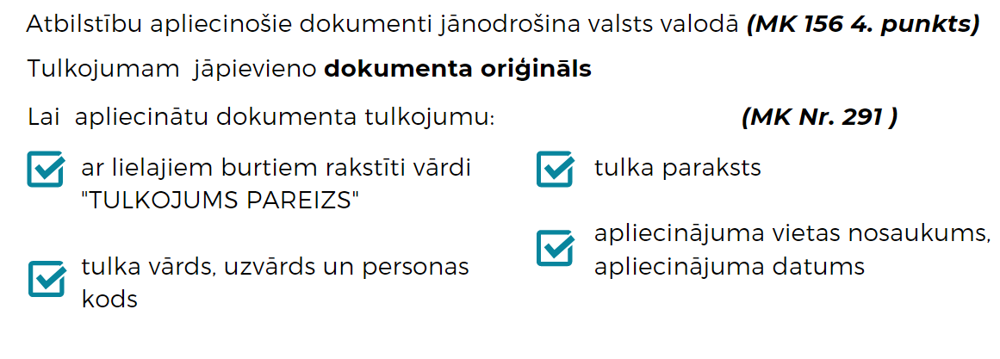 Atbilstību apliecinošie dokumenti jānodrošina valsts valodā (MK 156 4. punkts)
Tulkojumam jāpievieno dokumenta oriģināls
Lai apliecinātu dokumenta tulkojumu: (MK Nr. 291 )
ar lielajiem burtiem rakstīti vārdi
"TULKOJUMS PAREIZS"
tulka vārds, uzvārds un personas
kods
tulka paraksts
apliecinājuma vietas nosaukums,
apliecinājuma datums